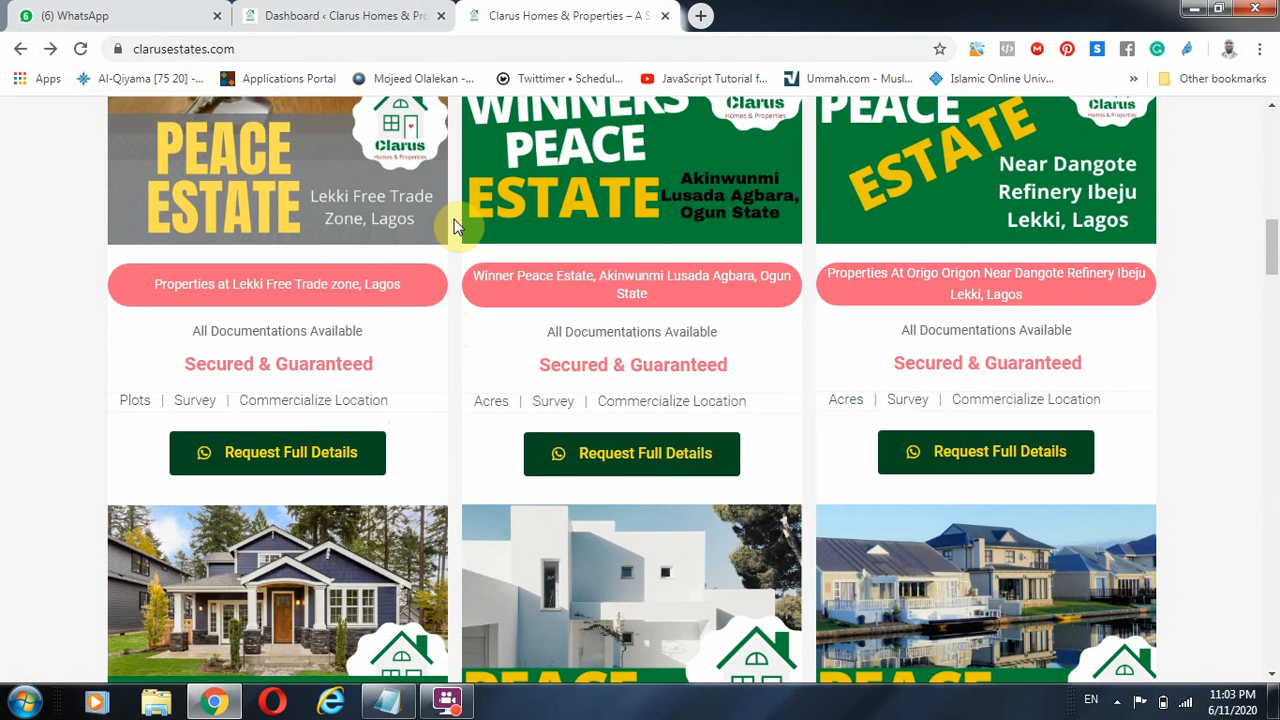 (6) WhatsApp
Dashboard ‹ Clarus Homes & Pro
Clarus Homes & Properties – A S
clarusestates.com
Apps
Al-Qiyama [75 20] -...
Applications Portal
Mojeed Olalekan -...
Twittimer • Schedul...
JavaScript Tutorial f...
Ummah.com - Musl...
Islamic Online Univ...
»
Other bookmarks
PEACE
ESTATE
Lekki Free Trade
Zone, Lagos
Clarus
Homes & Properties
WINNERS
PEACE
ESTATE
Akinwunmi
Lusada Agbara,
Ogun State
Clarus
Homes & Properties
PEACE
ESTATE
Near Dangote
Refinery Ibeju
Lekki, Lagos
Clarus
Homes & Properties
Properties at Lekki Free Trade zone, Lagos
Winner Peace Estate, Akinwunmi Lusada Agbara, Ogun
State
Properties At Origo Origon Near Dangote Refinery Ibeju
Lekki, Lagos
All Documentations Available
All Documentations Available
All Documentations Available
Secured & Guaranteed
Secured & Guaranteed
Secured & Guaranteed
Plots | Survey | Commercialize Location
Acres | Survey | Commercialize Location
Acres | Survey | Commercialize Location
Request Full Details
Request Full Details
Request Full Details
PEACE
PEACE
EN
11:03 PM
6/11/2020